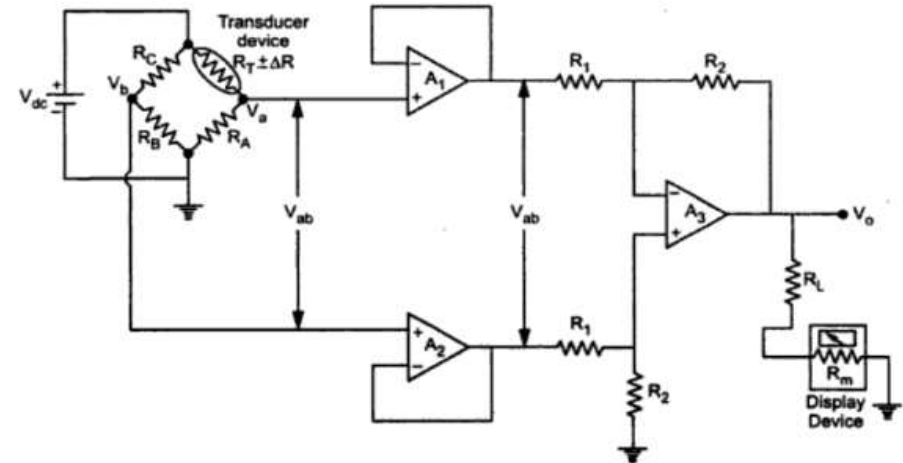 Transducer
device
R_T ± ΔR
R_C
V_b
V_dc
+
−
V_a
R_B
R_A
V_ab
−
A_1
+
V_ab
R_1
R_2
−
A_3
+
V_o
R_L
+
A_2
−
R_1
R_2
R_m
Display
Device